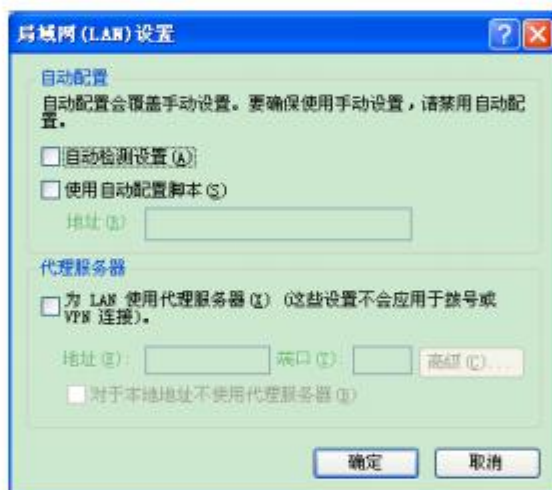 局域网(LAN)设置
自动配置
自动配置会覆盖手动设置。要确保使用手动设置，请禁用自动配
置。
自动检测设置(A)
使用自动配置脚本(S)
地址(R)
代理服务器
为 LAN 使用代理服务器(X) (这些设置不会应用于拨号或
VPN 连接)。
地址(E): 端口(T): 高级(C)...
对于本地地址不使用代理服务器(B)
确定 取消